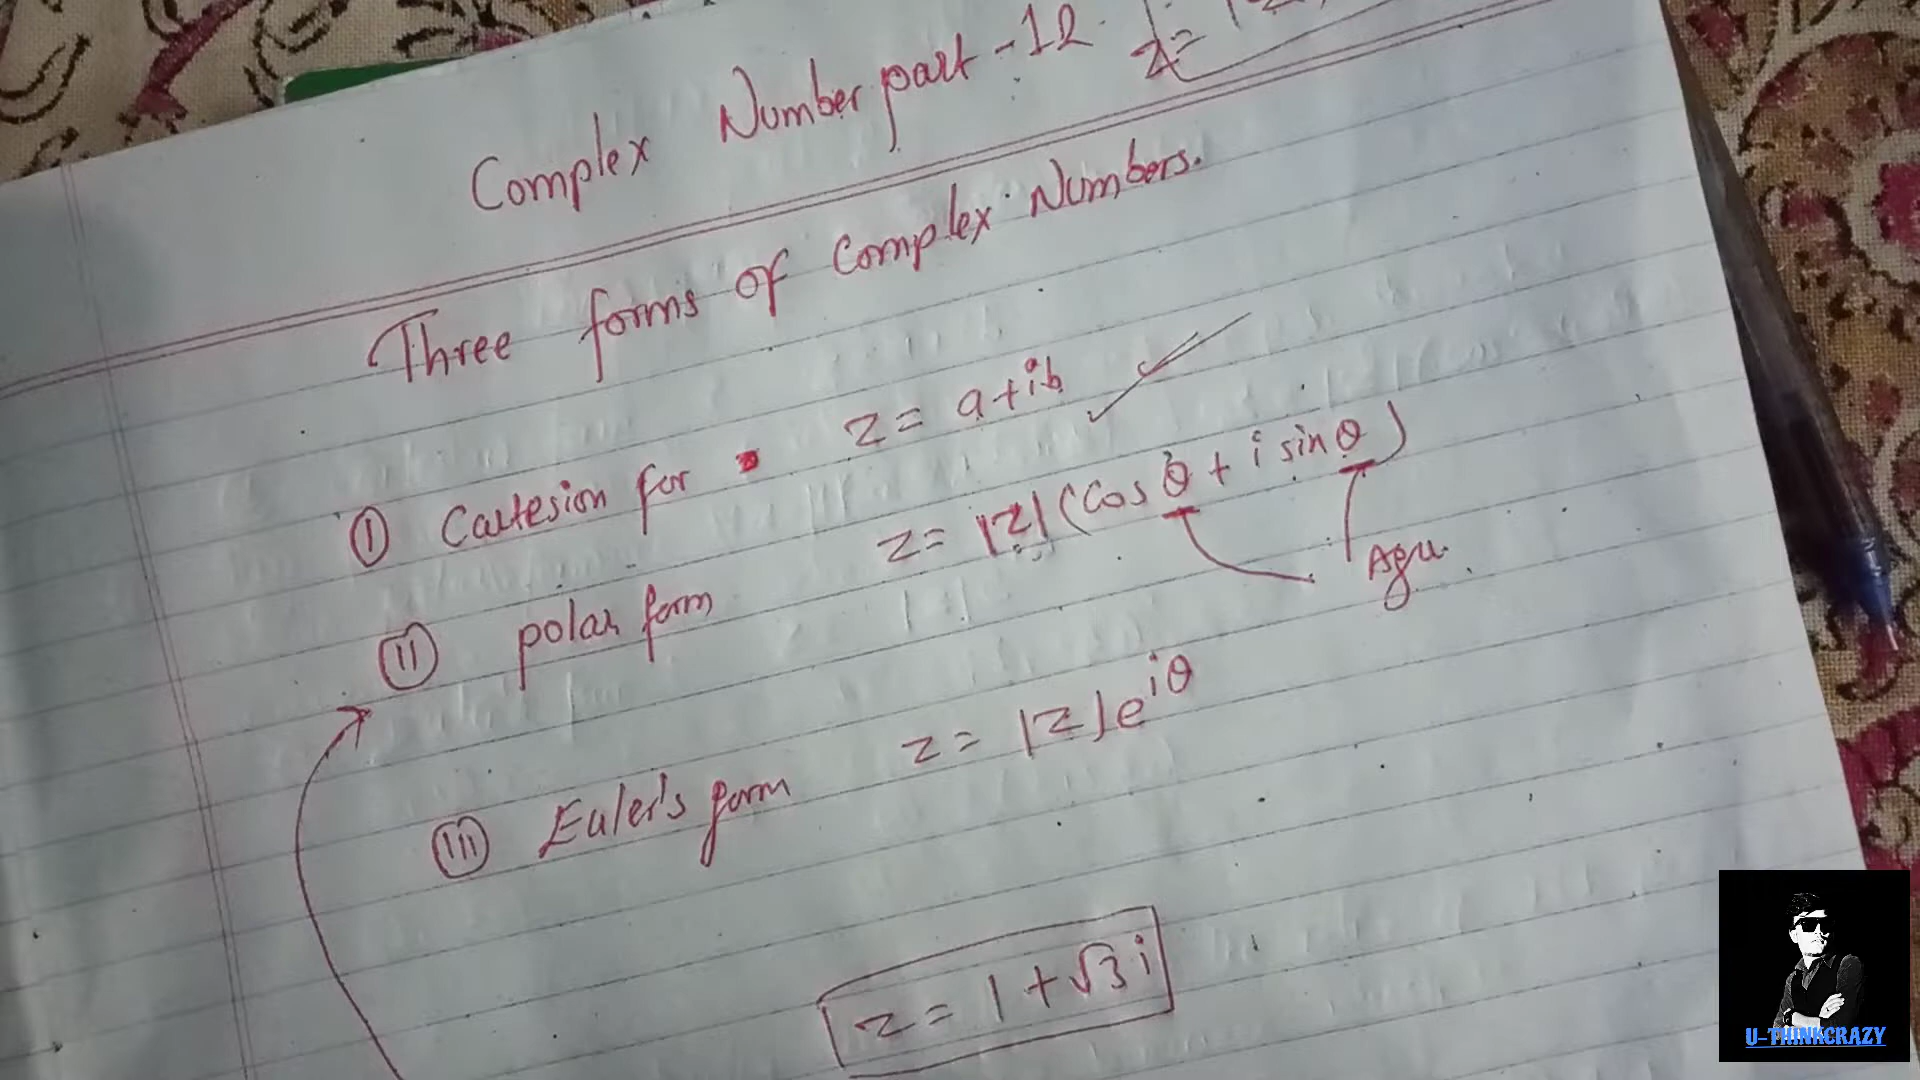 Complex Number part - 12
z =
Three forms of Complex Numbers.
(I) Cartesion for z = a+ib
(II) polar form z = |z| (Cos θ + i sin θ)
Agu.
(III) Euler's form z = |z| e^{iθ}
z = 1 + √3 i
U-THINKCRAZY